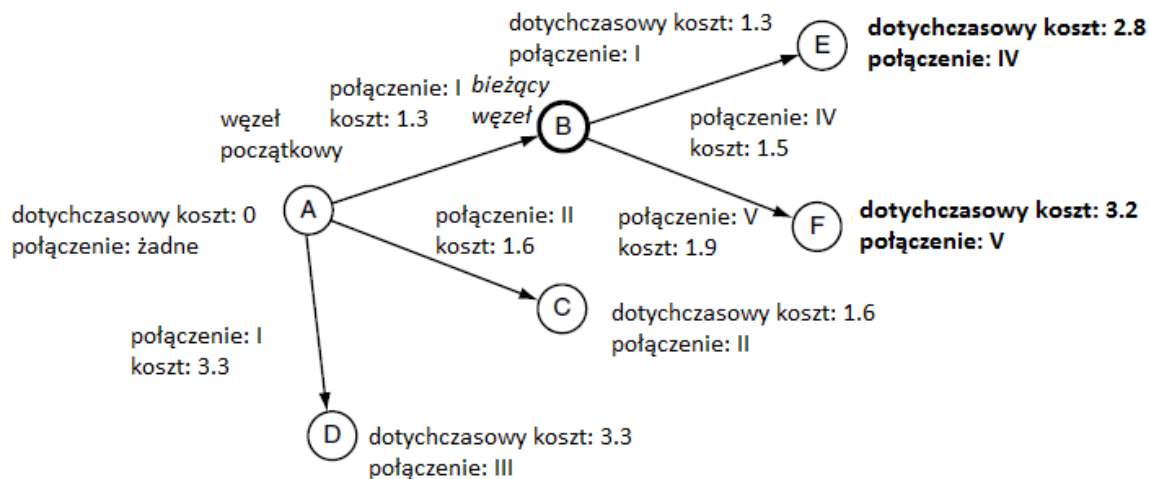 dotychczasowy koszt: 1.3
połączenie: I
E
dotychczasowy koszt: 2.8
połączenie: IV
połączenie: I
koszt: 1.3
bieżący
węzeł
B
połączenie: IV
koszt: 1.5
węzeł
początkowy
A
dotychczasowy koszt: 0
połączenie: żadne
połączenie: II
koszt: 1.6
połączenie: V
koszt: 1.9
F
dotychczasowy koszt: 3.2
połączenie: V
C
dotychczasowy koszt: 1.6
połączenie: II
połączenie: I
koszt: 3.3
D
dotychczasowy koszt: 3.3
połączenie: III